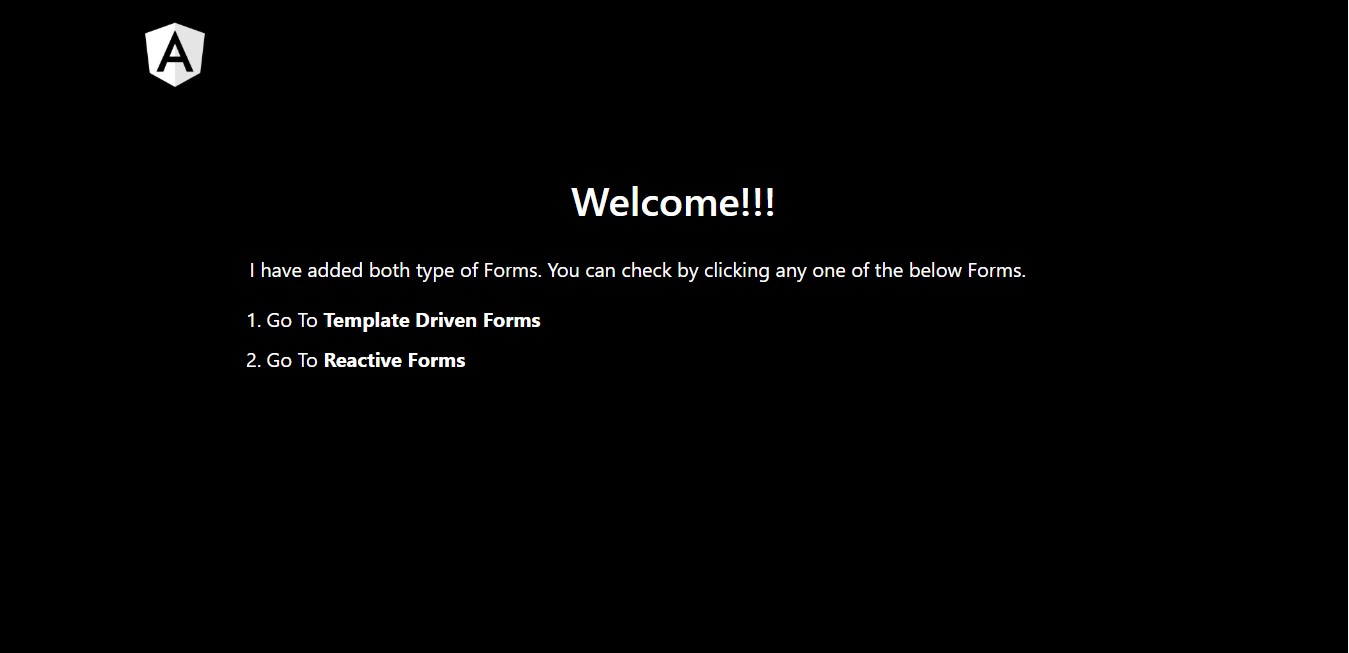 A
Welcome!!!
I have added both type of Forms. You can check by clicking any one of the below Forms.
1. Go To Template Driven Forms
2. Go To Reactive Forms